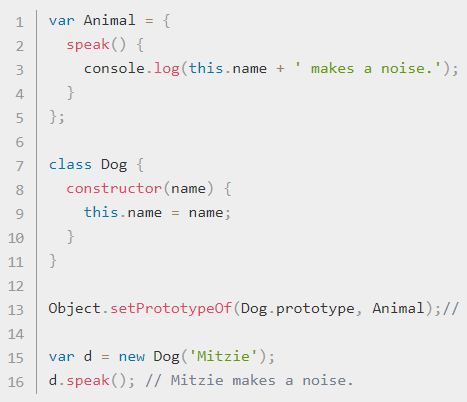 1 var Animal = {
2   speak() {
3     console.log(this.name + ' makes a noise.');
4   }
5 };
6
7 class Dog {
8   constructor(name) {
9     this.name = name;
10   }
11 }
12
13 Object.setPrototypeOf(Dog.prototype, Animal);//
14
15 var d = new Dog('Mitzie');
16 d.speak(); // Mitzie makes a noise.